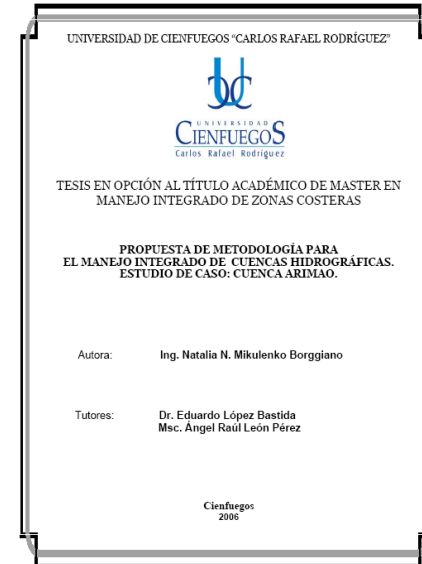 UNIVERSIDAD DE CIENFUEGOS “CARLOS RAFAEL RODRÍGUEZ”
UNIVERSIDAD
CIENFUEGOS
Carlos Rafael Rodríguez
TESIS EN OPCIÓN AL TÍTULO ACADÉMICO DE MASTER EN
MANEJO INTEGRADO DE ZONAS COSTERAS
PROPUESTA DE METODOLOGÍA PARA
EL MANEJO INTEGRADO DE CUENCAS HIDROGRÁFICAS.
ESTUDIO DE CASO: CUENCA ARIMAO.
Autora: Ing. Natalia N. Mikulenko Borggiano
Tutores: Dr. Eduardo López Bastida
Msc. Ángel Raúl León Pérez
Cienfuegos
2006